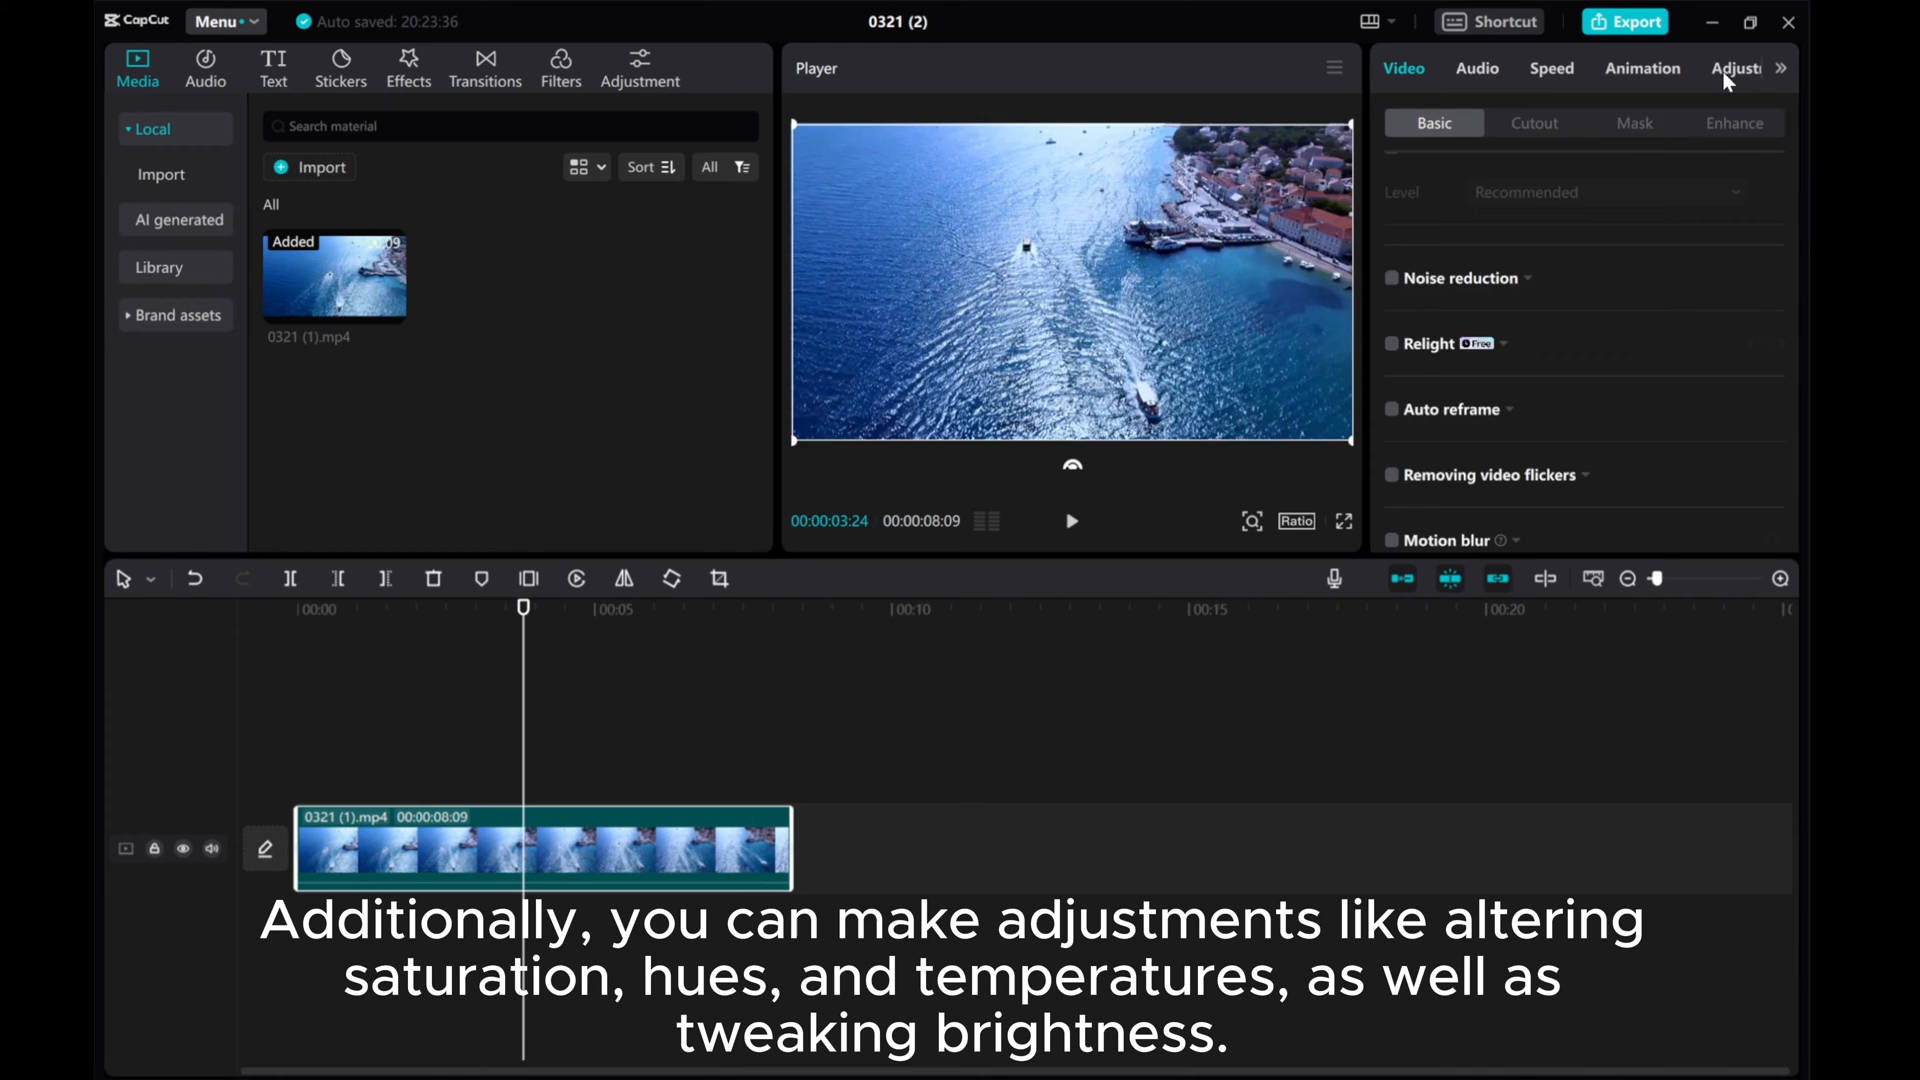 CapCut Menu Auto saved: 20:23:36 0321 (2) Shortcut Export
Media Audio Text Stickers Effects Transitions Filters Adjustment
Player
Video Audio Speed Animation Adjust
Local
Import
AI generated
Library
Brand assets
Search material
Import Sort All
All
Added 09
0321 (1).mp4
00:00:03:24 00:00:08:09 Ratio
Basic Cutout Mask Enhance
Level Recommended
Noise reduction
Relight Free
Auto reframe
Removing video flickers
Motion blur
00:00 00:05 00:10 00:15 00:20
0321 (1).mp4 00:00:08:09
Additionally, you can make adjustments like altering
saturation, hues, and temperatures, as well as
tweaking brightness.